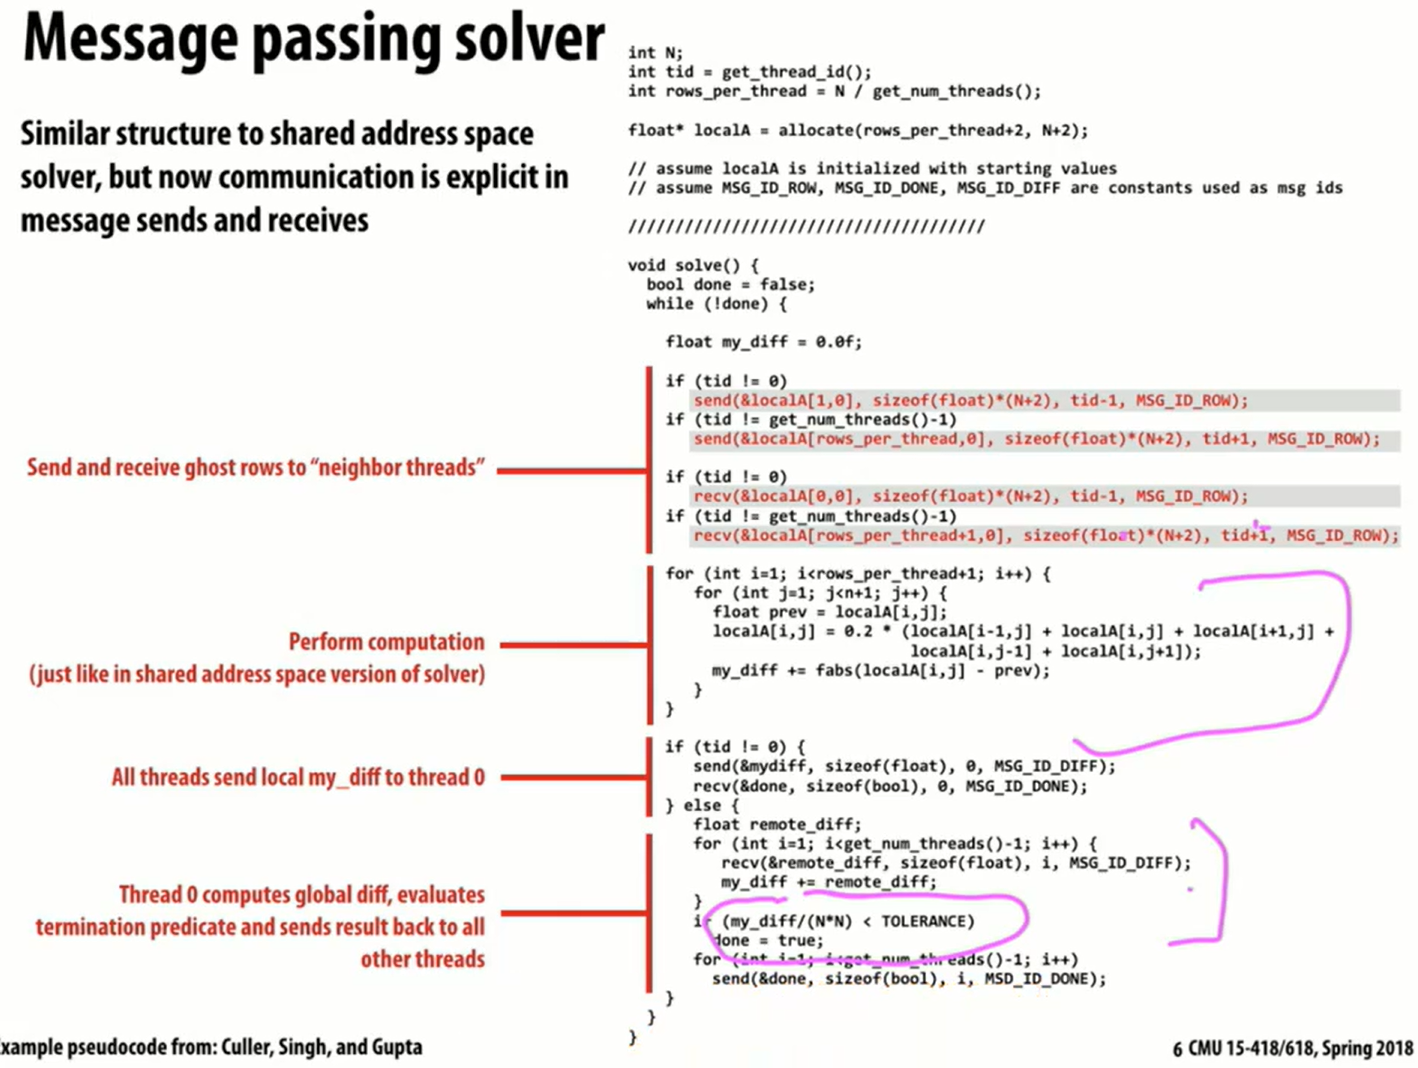 Message passing solver
Similar structure to shared address space
solver, but now communication is explicit in
message sends and receives
int N;
int tid = get_thread_id();
int rows_per_thread = N / get_num_threads();
float* localA = allocate(rows_per_thread+2, N+2);
// assume localA is initialized with starting values
// assume MSG_ID_ROW, MSG_ID_DONE, MSG_ID_DIFF are constants used as msg ids
//////////////////////////////////////
void solve() {
bool done = false;
while (!done) {
float my_diff = 0.0f;
Send and receive ghost rows to “neighbor threads”
if (tid != 0)
send(&localA[1,0], sizeof(float)*(N+2), tid-1, MSG_ID_ROW);
if (tid != get_num_threads()-1)
send(&localA[rows_per_thread,0], sizeof(float)*(N+2), tid+1, MSG_ID_ROW);
if (tid != 0)
recv(&localA[0,0], sizeof(float)*(N+2), tid-1, MSG_ID_ROW);
if (tid != get_num_threads()-1)
recv(&localA[rows_per_thread+1,0], sizeof(float)*(N+2), tid+1, MSG_ID_ROW);
Perform computation
(just like in shared address space version of solver)
for (int i=1; i<rows_per_thread+1; i++) {
for (int j=1; j<n+1; j++) {
float prev = localA[i,j];
localA[i,j] = 0.2 * (localA[i-1,j] + localA[i,j] + localA[i+1,j] +
localA[i,j-1] + localA[i,j+1]);
my_diff += fabs(localA[i,j] - prev);
}
}
All threads send local my_diff to thread 0
if (tid != 0) {
send(&mydiff, sizeof(float), 0, MSG_ID_DIFF);
recv(&done, sizeof(bool), 0, MSG_ID_DONE);
} else {
Thread 0 computes global diff, evaluates
termination predicate and sends result back to all
other threads
float remote_diff;
for (int i=1; i<get_num_threads()-1; i++) {
recv(&remote_diff, sizeof(float), i, MSG_ID_DIFF);
my_diff += remote_diff;
}
if (my_diff/(N*N) < TOLERANCE)
done = true;
for (int i=1; i<get_num_threads()-1; i++)
send(&done, sizeof(bool), i, MSD_ID_DONE);
}
}
}
xample pseudocode from: Culler, Singh, and Gupta
6 CMU 15-418/618, Spring 2018